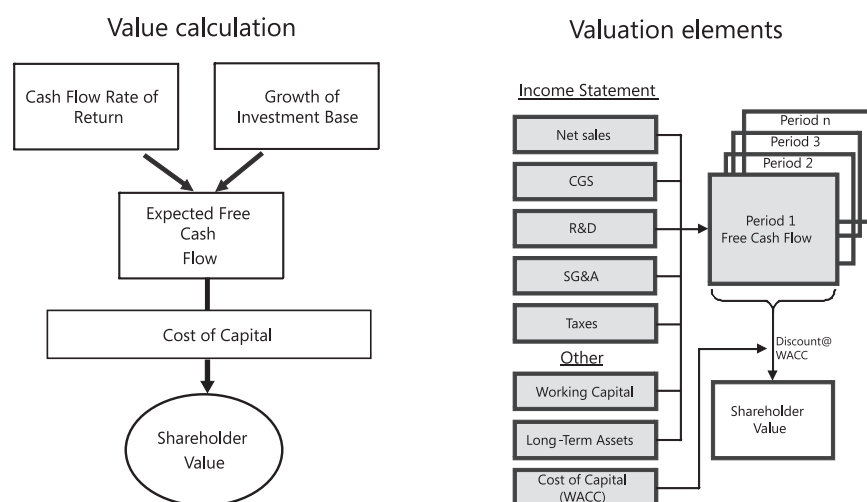 Value calculation
Cash Flow Rate of
Return
Growth of
Investment Base
Expected Free
Cash
Flow
Cost of Capital
Shareholder
Value
Valuation elements
Income Statement
Net sales
CGS
R&D
SG&A
Taxes
Other
Working Capital
Long-Term Assets
Cost of Capital
(WACC)
Period n
Period 3
Period 2
Period 1
Free Cash Flow
Discount@
WACC
Shareholder
Value